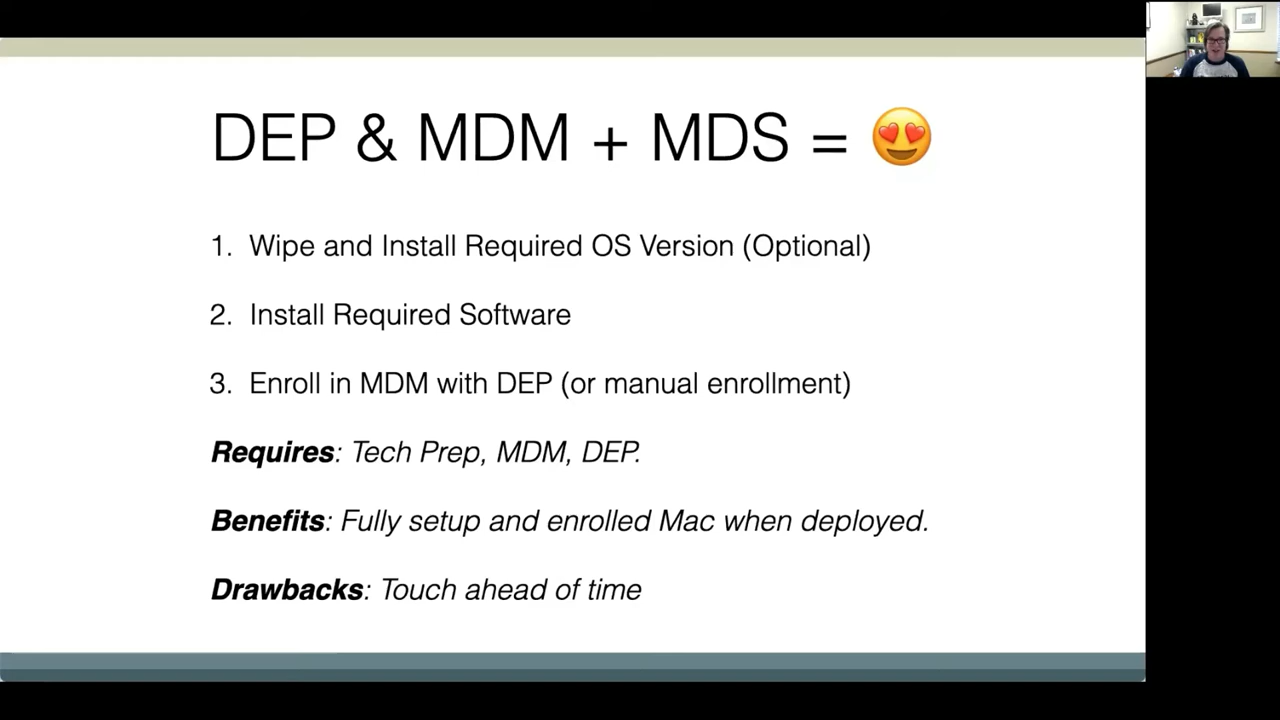 DEP & MDM + MDS = 😍
1. Wipe and Install Required OS Version (Optional)
2. Install Required Software
3. Enroll in MDM with DEP (or manual enrollment)
Requires: Tech Prep, MDM, DEP.
Benefits: Fully setup and enrolled Mac when deployed.
Drawbacks: Touch ahead of time